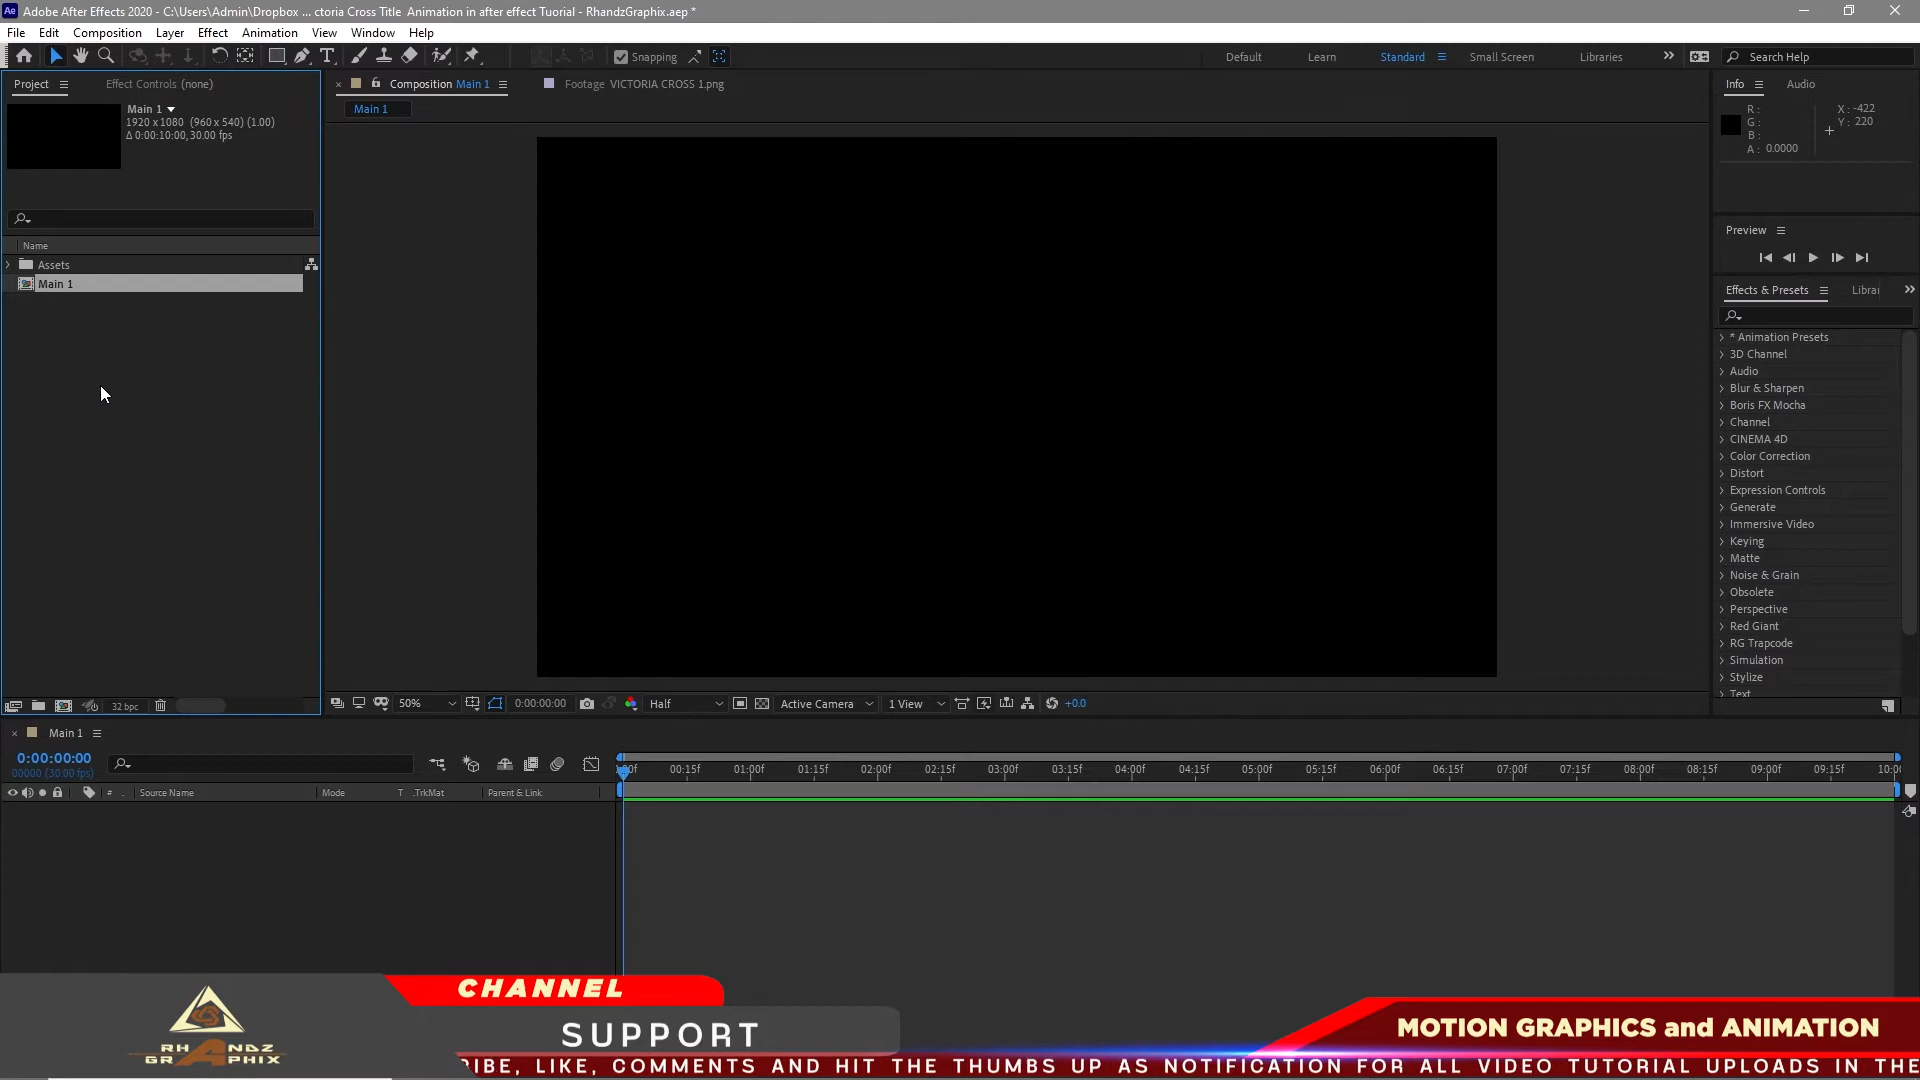 Adobe After Effects 2020 - C:\Users\Admin\Dropbox ... ctoria Cross Title  Animation in after effect Tuorial - RhandzGraphix.aep *
File Edit Composition Layer Effect Animation View Window Help
Snapping Default Learn Standard Small Screen Libraries Search Help
Project Effect Controls (none) Composition Main 1 Footage VICTORIA CROSS 1.png Info Audio
Main 1
1920 x 1080 (960 x 540) (1.00)
Δ 0:00:10:00, 30.00 fps
Main 1
R :
G :
B :
A : 0.0000
X : -422
Y : 220
Preview
Name
Assets
Main 1
Effects & Presets
* Animation Presets
3D Channel
Audio
Blur & Sharpen
Boris FX Mocha
Channel
CINEMA 4D
Color Correction
Distort
Expression Controls
Generate
Immersive Video
Keying
Matte
Noise & Grain
Obsolete
Perspective
Red Giant
RG Trapcode
Simulation
Stylize
Text
32 bpc
50% 0:00:00:00 Half Active Camera 1 View +0.0
Main 1
0:00:00:00
00000 (30.00 fps)
00:15f 01:00f 01:15f 02:00f 02:15f 03:00f 03:15f 04:00f 04:15f 05:00f 05:15f 06:00f 06:15f 07:00f 07:15f 08:00f 08:15f 09:00f 09:15f
# Source Name Mode T .TrkMat Parent & Link
CHANNEL
SUPPORT
RHANDZ
GRAPHIX
MOTION GRAPHICS and ANIMATION
LIKE, COMMENTS AND HIT THE THUMBS UP AS NOTIFICATION FOR ALL VIDEO TUTORIAL UPLOADS IN THE